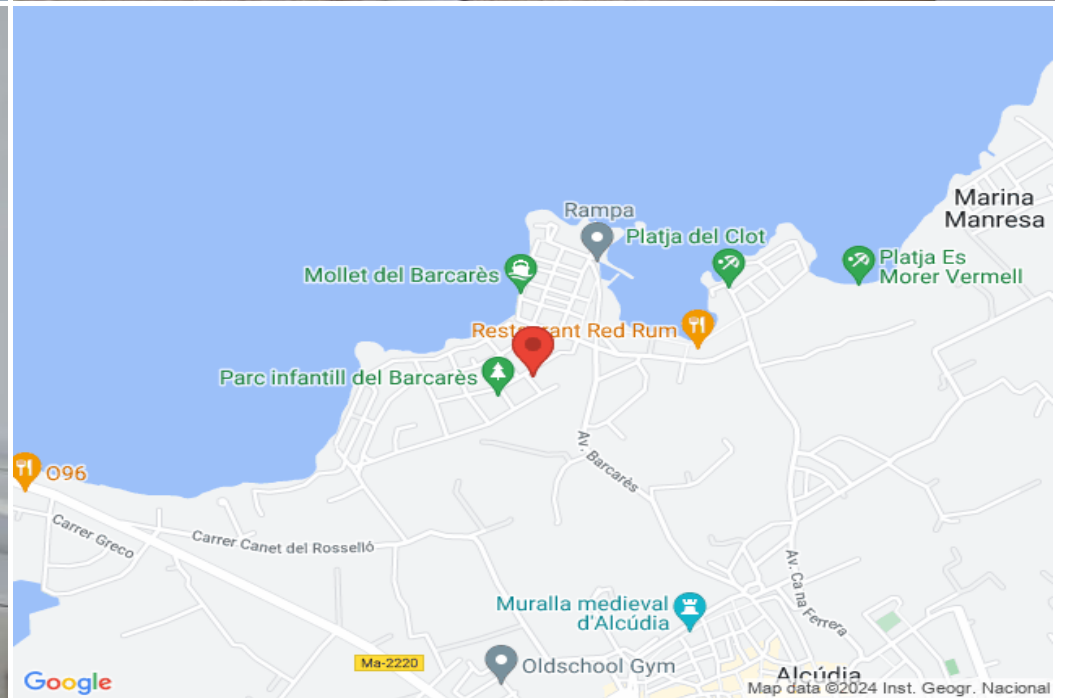 Marina
Manresa
Rampa
Platja del Clot
Platja Es
Morer Vermell
Mollet del Barcarès
Restaurant Red Rum
Parc infantill del Barcarès
O96
Av. Barcarès
Carrer Greco
Carrer Canet del Rosselló
Av. Ca na Ferrera
Muralla medieval
d'Alcúdia
Ma-2220
Oldschool Gym
Alcúdia
Google
Map data ©2024 Inst. Geogr. Nacional